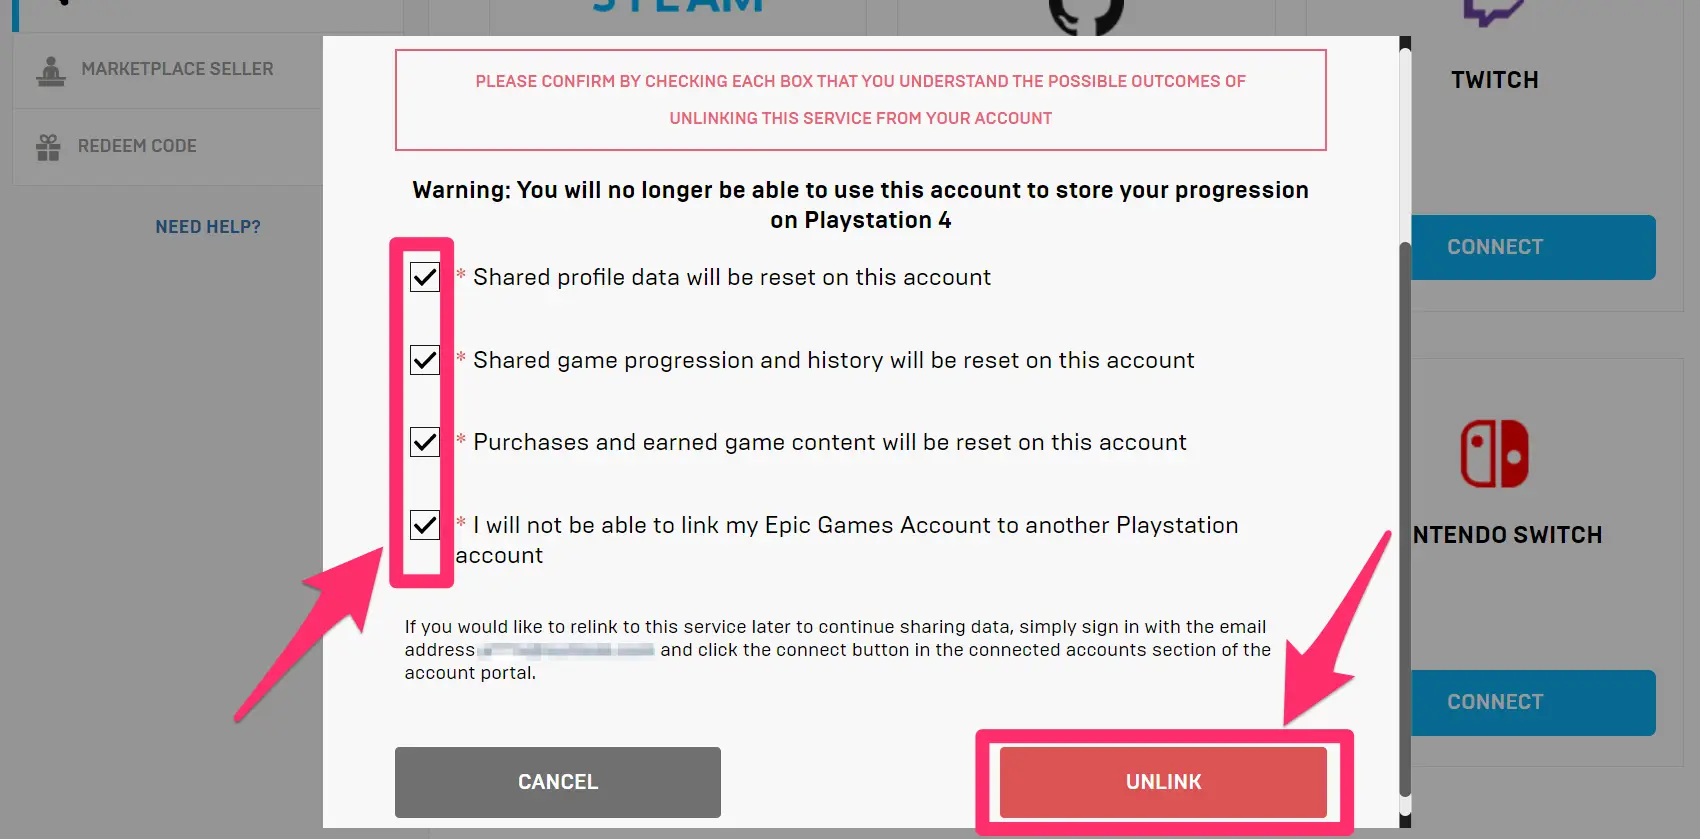 STEAM
MARKETPLACE SELLER
REDEEM CODE
NEED HELP?
PLEASE CONFIRM BY CHECKING EACH BOX THAT YOU UNDERSTAND THE POSSIBLE OUTCOMES OF
UNLINKING THIS SERVICE FROM YOUR ACCOUNT
Warning: You will no longer be able to use this account to store your progression
on Playstation 4
* Shared profile data will be reset on this account
* Shared game progression and history will be reset on this account
* Purchases and earned game content will be reset on this account
* I will not be able to link my Epic Games Account to another Playstation
account
If you would like to relink to this service later to continue sharing data, simply sign in with the email
address and click the connect button in the connected accounts section of the
account portal.
CANCEL
UNLINK
TWITCH
CONNECT
NTENDO SWITCH
CONNECT